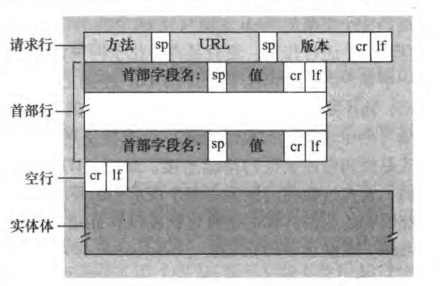 请求行 方法 sp URL sp 版本 cr lf
首部字段名: sp 值 cr lf
首部行
首部字段名: sp 值 cr lf
空行 cr lf
实体体